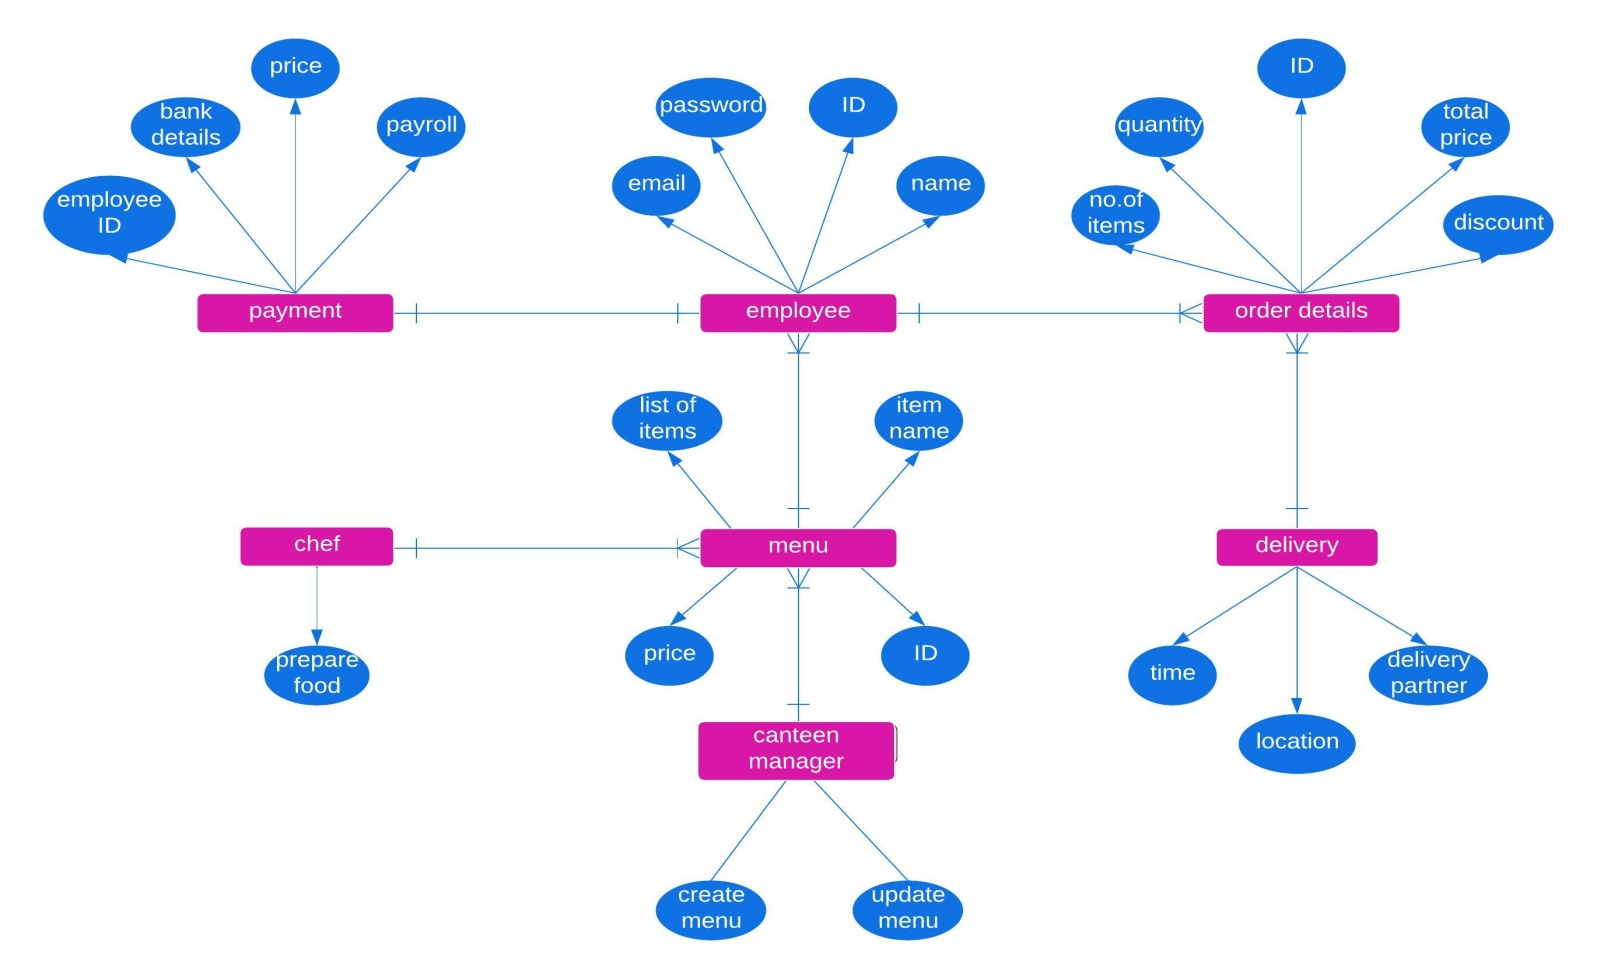 price
bank
details
payroll
employee
ID
payment
password
ID
email
name
employee
ID
quantity
total
price
no.of
items
discount
order details
list of
items
item
name
chef
menu
delivery
prepare
food
price
ID
time
delivery
partner
location
canteen
manager
create
menu
update
menu